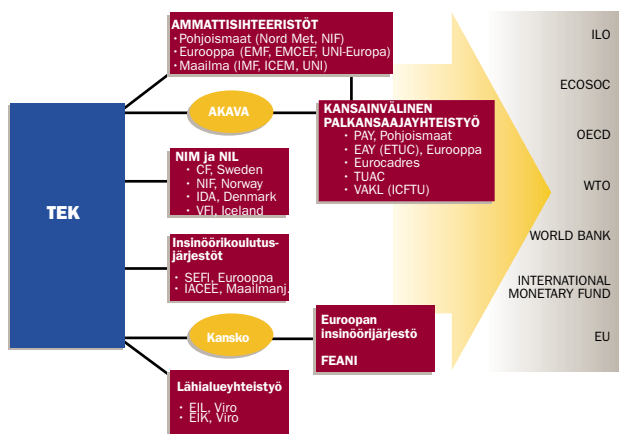 AMMATTISIHTEERISTÖT
· Pohjoismaat (Nord Met, NIF)
· Eurooppa (EMF, EMCEF, UNI-Europa)
· Maailma (IMF, ICEM, UNI)
AKAVA
KANSAINVÄLINEN
PALKANSAAJAYHTEISTYÖ
· PAY, Pohjoismaat
· EAY (ETUC), Eurooppa
· Eurocadres
· TUAC
· VAKL (ICFTU)
NIM ja NIL
· CF, Sweden
· NIF, Norway
· IDA, Denmark
· VFI, Iceland
TEK
Insinöörikoulutus-
järjestöt
· SEFI, Eurooppa
· IACEE, Maailmanj.
Kansko
Euroopan
insinöörijärjestö
FEANI
Lähialueyhteistyö
· EIL, Viro
· EIK, Viro
ILO
ECOSOC
OECD
WTO
WORLD BANK
INTERNATIONAL
MONETARY FUND
EU